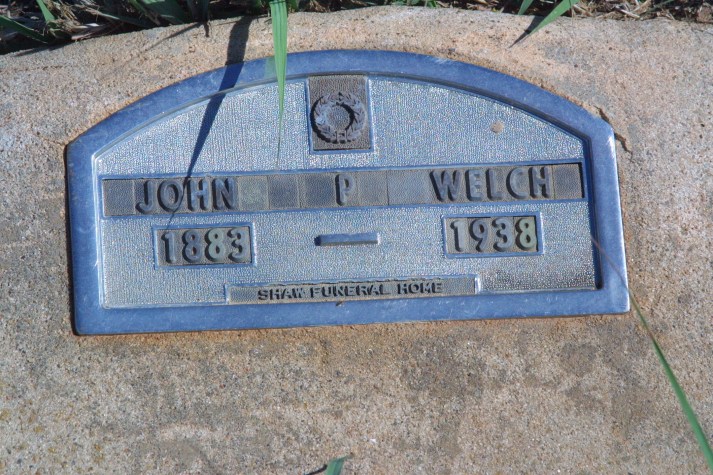 JOHN P WELCH
1883 — 1938
SHAW FUNERAL HOME